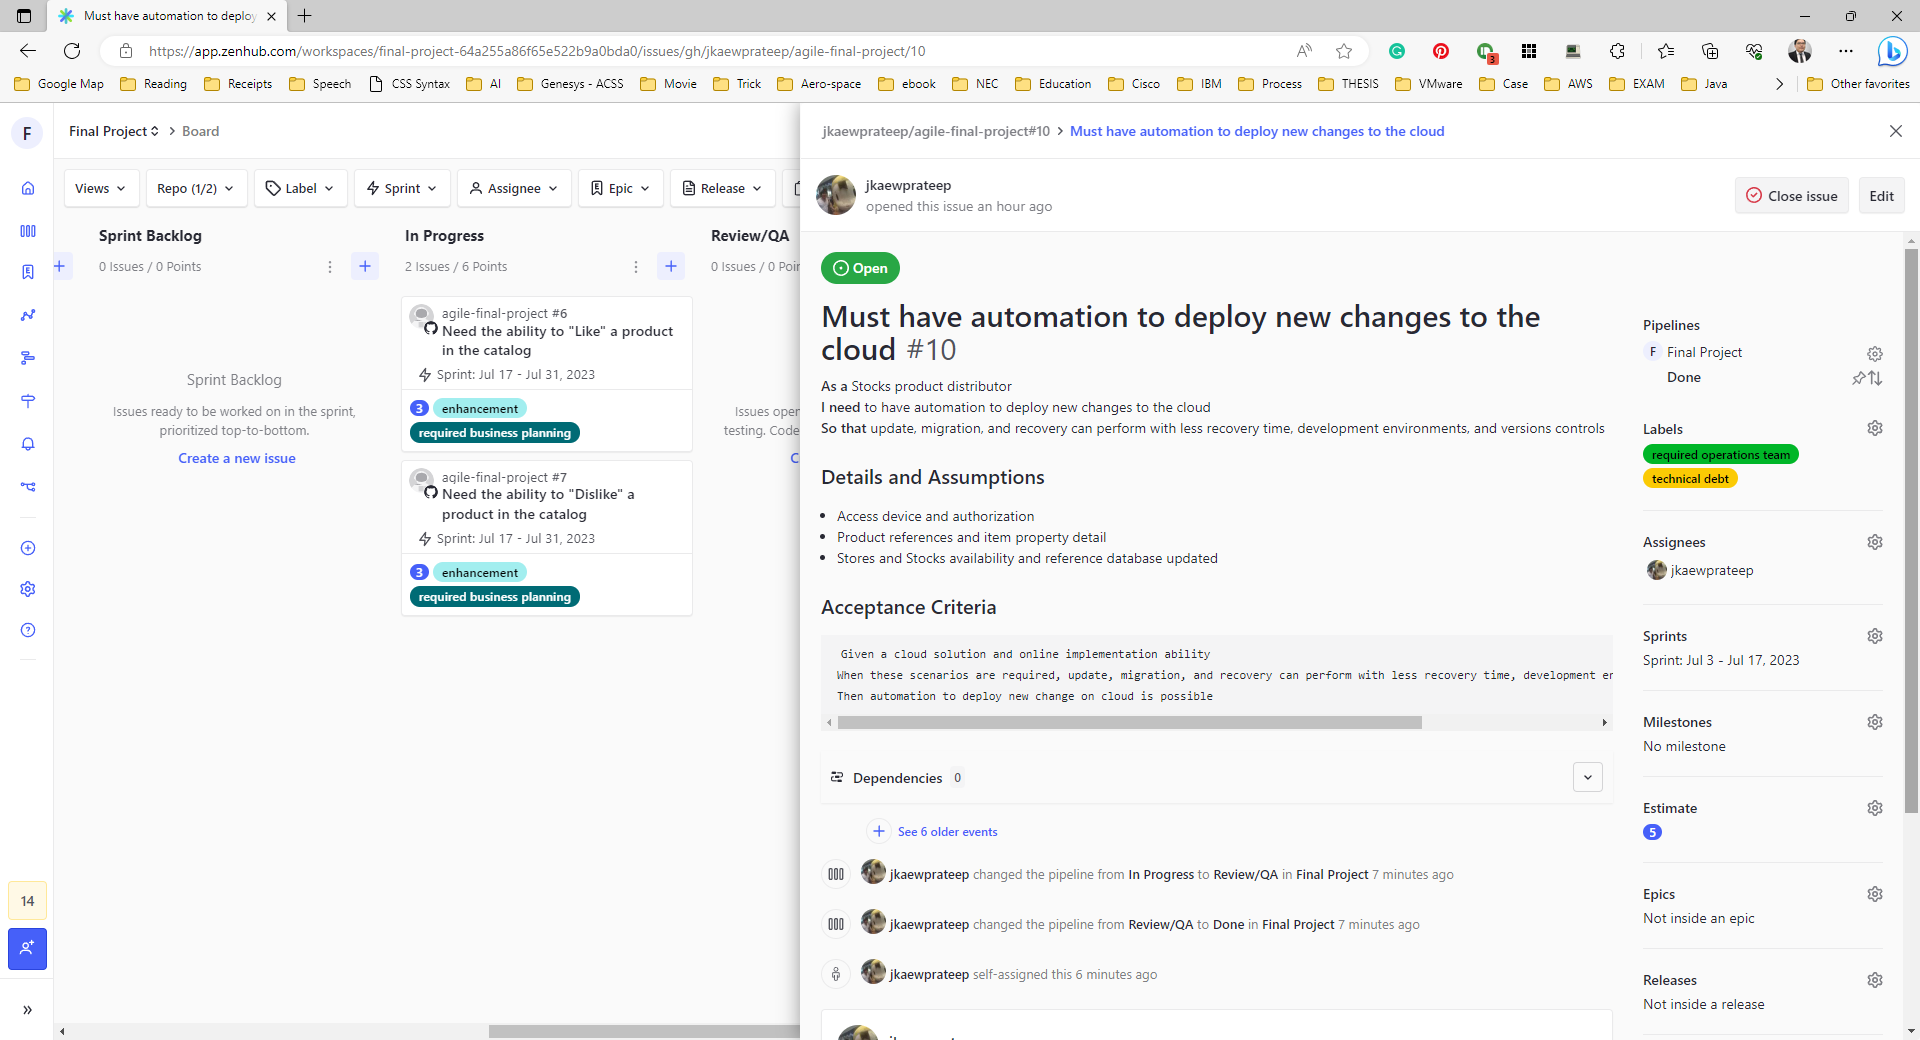 Must have automation to deploy
https://app.zenhub.com/workspaces/final-project-64a255a86f65e522b9a0bda0/issues/gh/jkaewprateep/agile-final-project/10
3
Google Map Reading Receipts Speech CSS Syntax AI Genesys - ACSS Movie Trick Aero-space ebook NEC Education Cisco IBM Process THESIS VMware Case AWS EXAM Java Other favorites
F
Final Project Board
jkaewprateep/agile-final-project#10 Must have automation to deploy new changes to the cloud
Views Repo (1/2) Label Sprint Assignee Epic Release
Sprint Backlog
0 Issues / 0 Points
Sprint Backlog
Issues ready to be worked on in the sprint,
prioritized top-to-bottom.
Create a new issue
In Progress
2 Issues / 6 Points
agile-final-project #6
Need the ability to "Like" a product
in the catalog
Sprint: Jul 17 - Jul 31, 2023
3 enhancement
required business planning
agile-final-project #7
Need the ability to "Dislike" a
product in the catalog
Sprint: Jul 17 - Jul 31, 2023
3 enhancement
required business planning
Review/QA
0 Issues / 0 Poi
Issues open
testing. Code
C
14
jkaewprateep
opened this issue an hour ago
Close issue Edit
Open
Must have automation to deploy new changes to the
cloud #10
As a Stocks product distributor
I need to have automation to deploy new changes to the cloud
So that update, migration, and recovery can perform with less recovery time, development environments, and versions controls
Details and Assumptions
Access device and authorization
Product references and item property detail
Stores and Stocks availability and reference database updated
Acceptance Criteria
Given a cloud solution and online implementation ability
When these scenarios are required, update, migration, and recovery can perform with less recovery time, development en
Then automation to deploy new change on cloud is possible
Dependencies 0
See 6 older events
jkaewprateep changed the pipeline from In Progress to Review/QA in Final Project 7 minutes ago
jkaewprateep changed the pipeline from Review/QA to Done in Final Project 7 minutes ago
jkaewprateep self-assigned this 6 minutes ago
Pipelines
F Final Project
Done
Labels
required operations team
technical debt
Assignees
jkaewprateep
Sprints
Sprint: Jul 3 - Jul 17, 2023
Milestones
No milestone
Estimate
5
Epics
Not inside an epic
Releases
Not inside a release